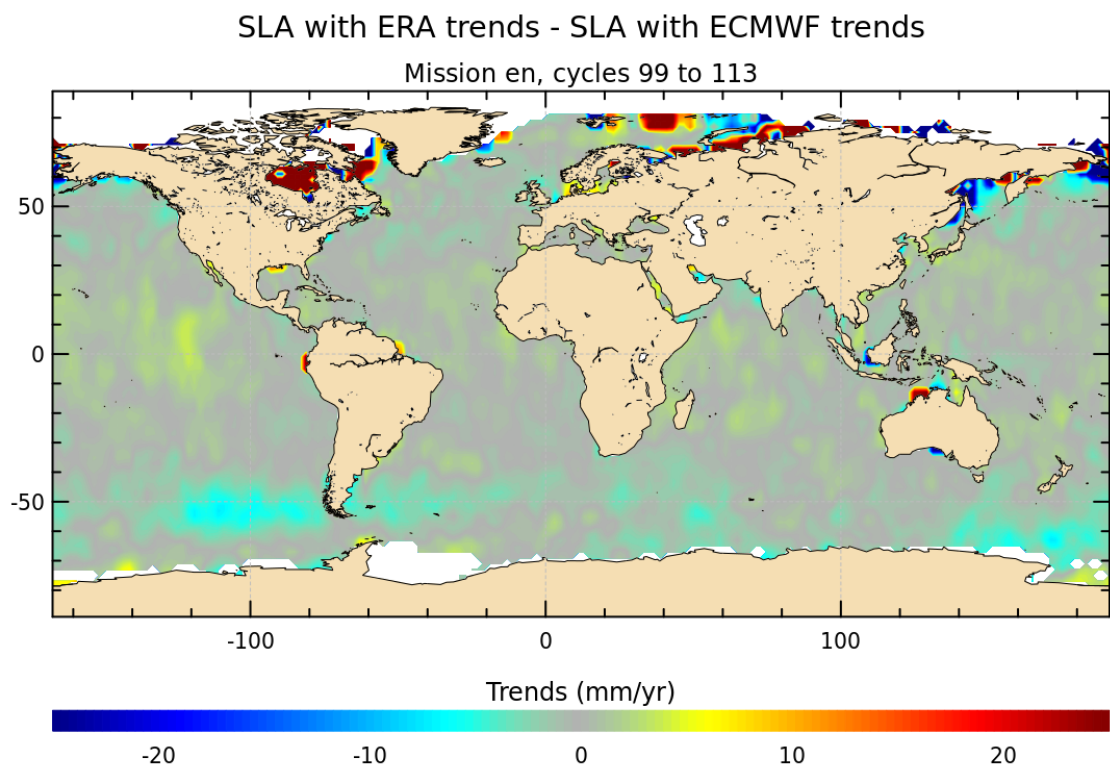 SLA with ERA trends - SLA with ECMWF trends
Mission en, cycles 99 to 113
50
0
-50
-100 0 100
Trends (mm/yr)
-20 -10 0 10 20